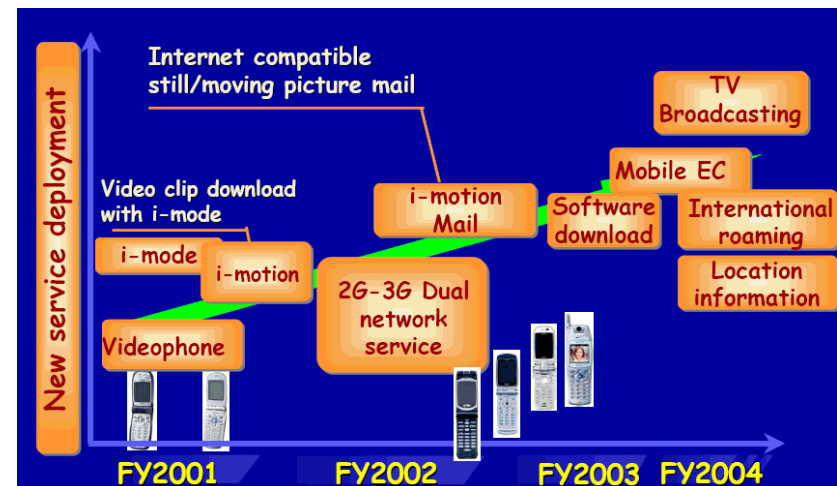 New service deployment
Internet compatible
still/moving picture mail
Video clip download
with i-mode
i-mode
i-motion
Videophone
i-motion
Mail
2G-3G Dual
network
service
TV
Broadcasting
Mobile EC
Software
download
International
roaming
Location
information
FY2001
FY2002
FY2003
FY2004